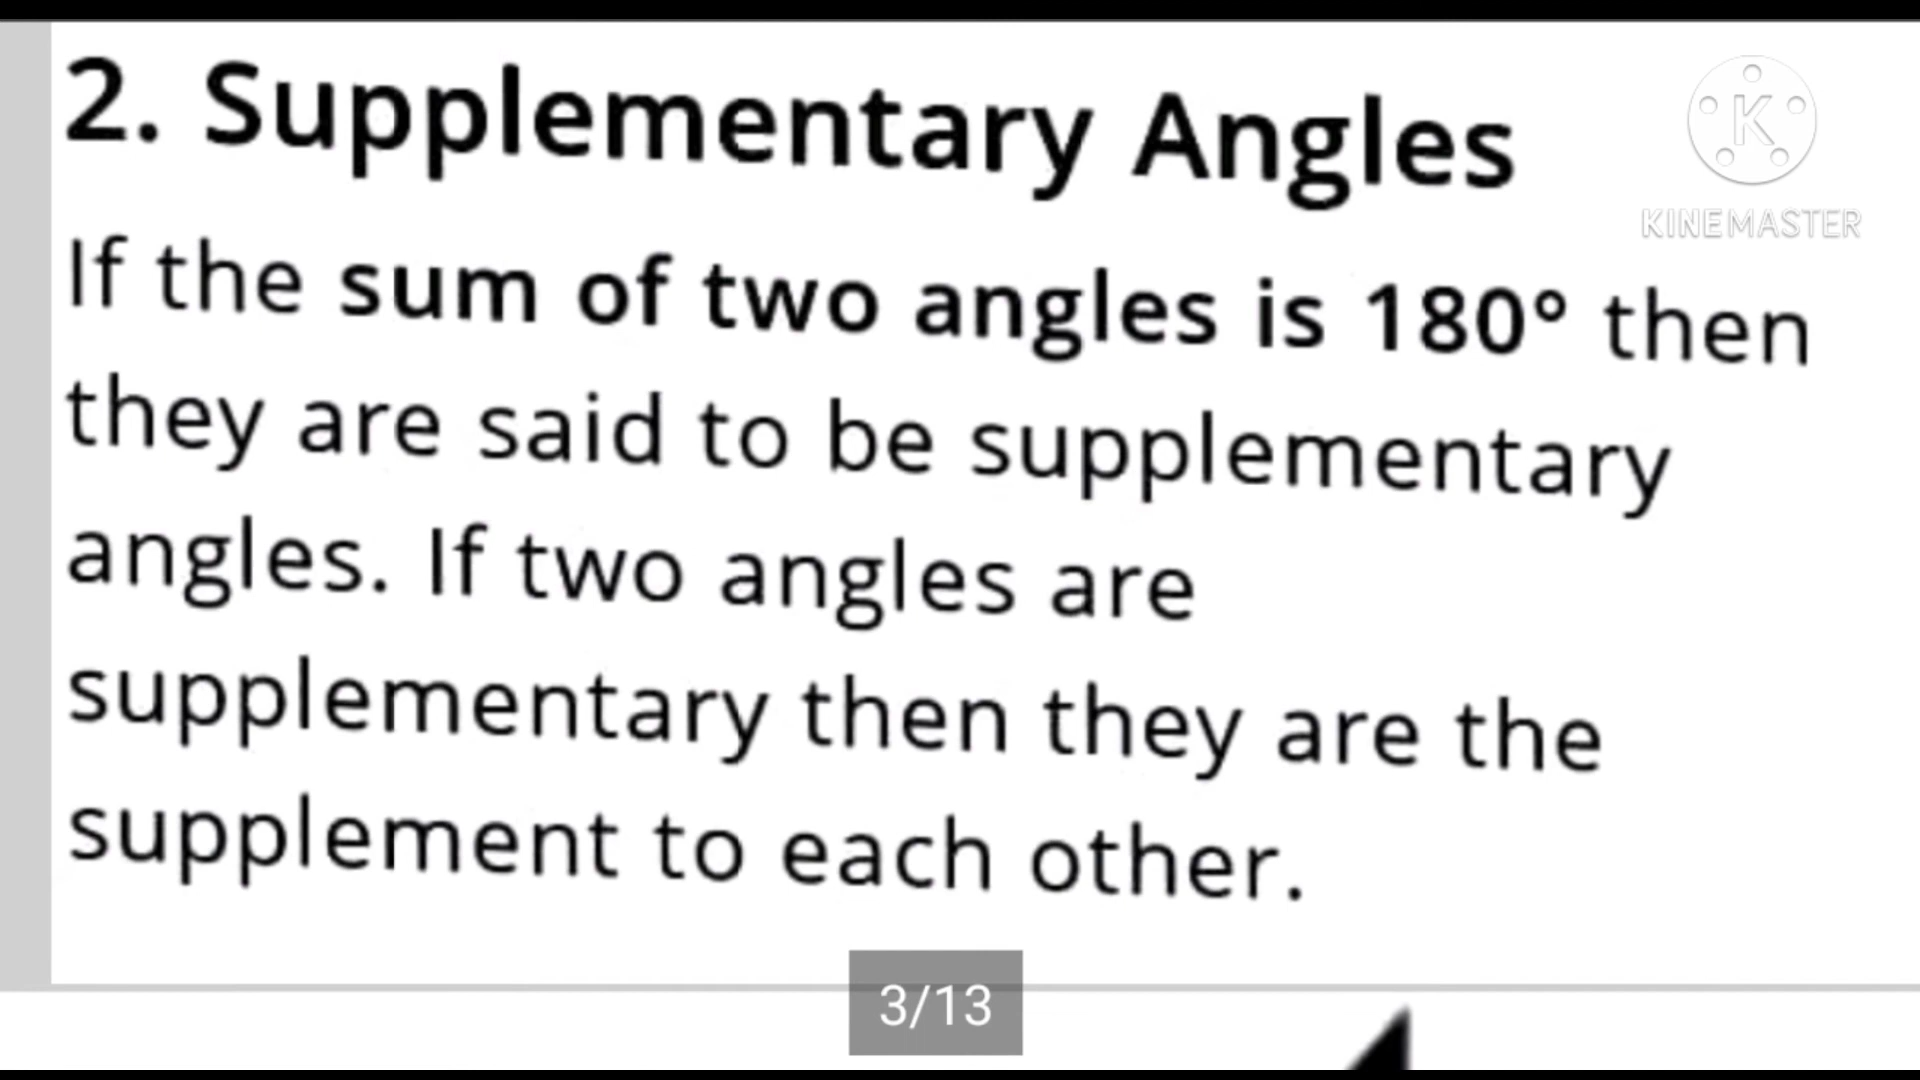 2. Supplementary Angles
If the sum of two angles is 180° then
they are said to be supplementary
angles. If two angles are
supplementary then they are the
supplement to each other.
K
KINEMASTER
3/13